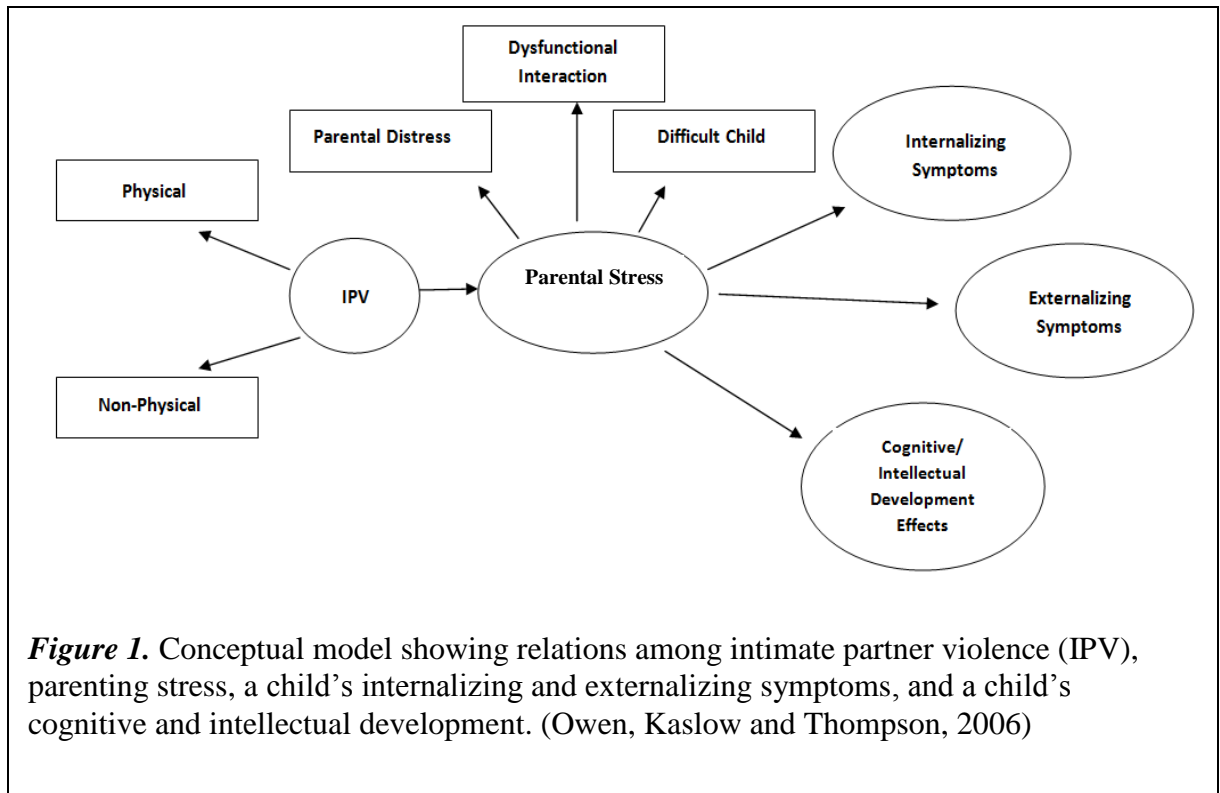 Dysfunctional
Interaction
Parental Distress
Difficult Child
Internalizing
Symptoms
Physical
Parental Stress
IPV
Externalizing
Symptoms
Non-Physical
Cognitive/
Intellectual
Development
Effects
Figure 1. Conceptual model showing relations among intimate partner violence (IPV),
parenting stress, a child’s internalizing and externalizing symptoms, and a child’s
cognitive and intellectual development. (Owen, Kaslow and Thompson, 2006)